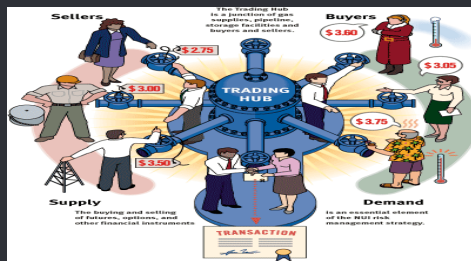 The Trading Hub
is a junction of gas
supplies, pipeline,
storage facilities and
buyers and sellers.
Sellers
Buyers
$ 2.75
$ 3.60
$ 3.00
TRADING
HUB
$ 3.05
$ 3.75
$ 3.50
Supply
The buying and selling
of futures, options, and
other financial instruments
Demand
is an essential element
of the NUI risk
management strategy.
TRANSACTION